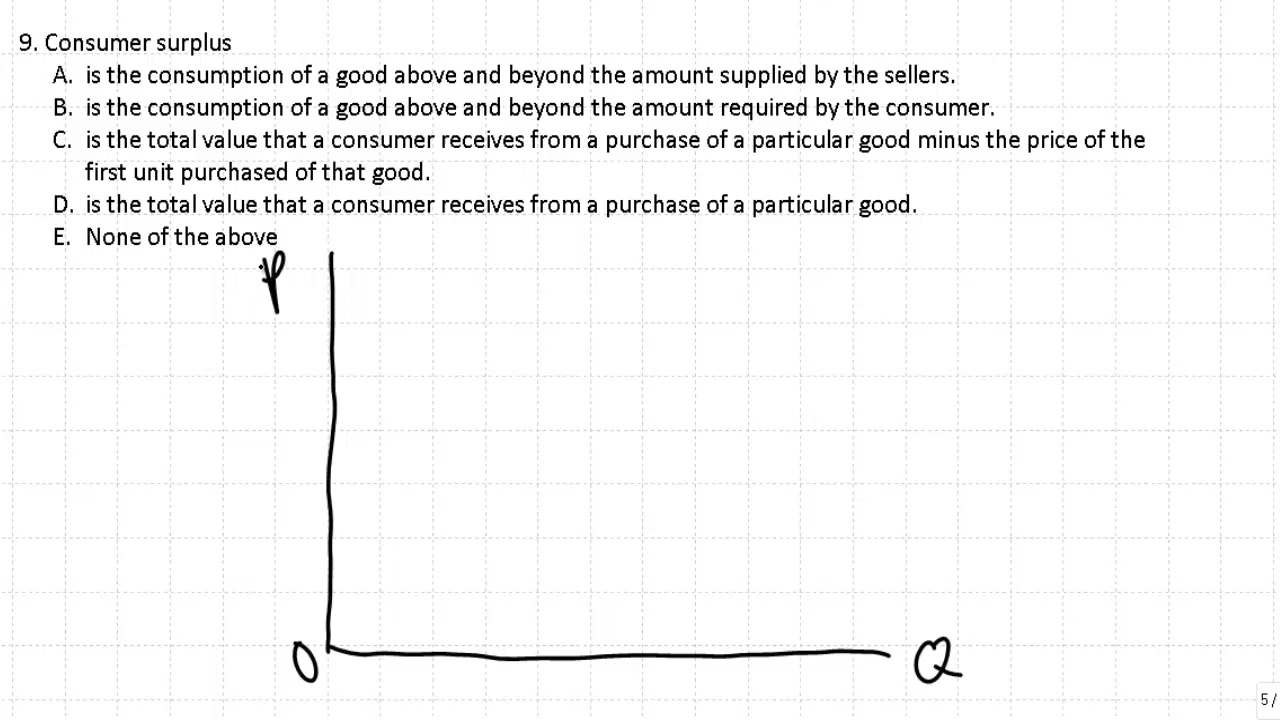 9. Consumer surplus
A. is the consumption of a good above and beyond the amount supplied by the sellers.
B. is the consumption of a good above and beyond the amount required by the consumer.
C. is the total value that a consumer receives from a purchase of a particular good minus the price of the
first unit purchased of that good.
D. is the total value that a consumer receives from a purchase of a particular good.
E. None of the above
P
O
Q
5 /